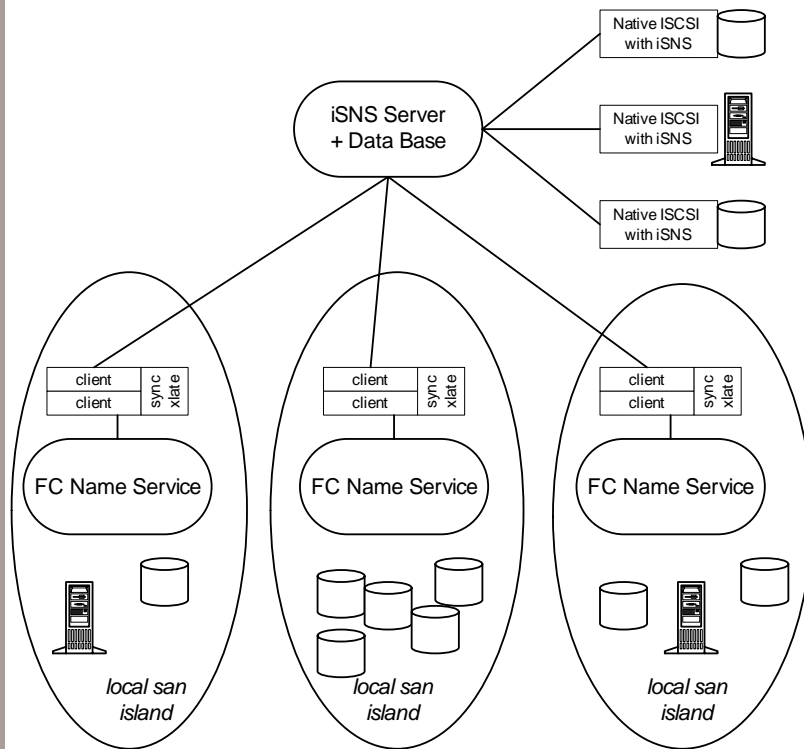 Native ISCSI
with iSNS
iSNS Server
+ Data Base
Native ISCSI
with iSNS
Native ISCSI
with iSNS
client
client
sync
xlate
client
client
sync
xlate
client
client
sync
xlate
FC Name Service
FC Name Service
FC Name Service
local san
island
local san
island
local san
island